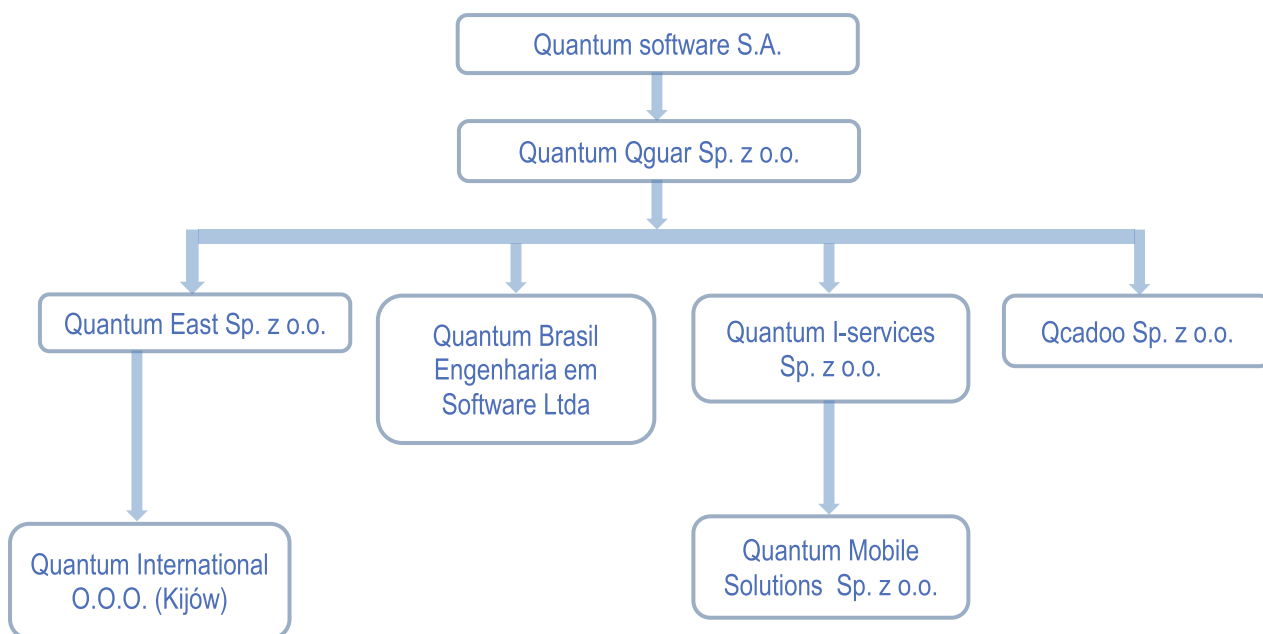 Quantum software S.A.
Quantum Qguar Sp. z o.o.
Quantum East Sp. z o.o.
Quantum Brasil
Engenharia em
Software Ltda
Quantum I-services
Sp. z o.o.
Qcadoo Sp. z o.o.
Quantum International
O.O.O. (Kijów)
Quantum Mobile
Solutions Sp. z o.o.